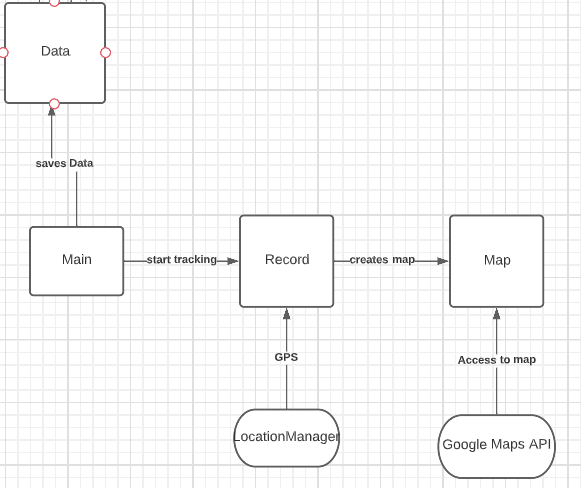 Data
saves Data
Main
start tracking
Record
creates map
Map
GPS
Access to map
LocationManager
Google Maps API